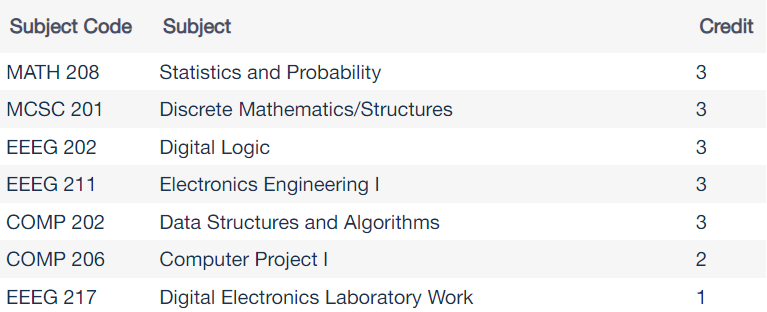 Subject Code Subject Credit
MATH 208 Statistics and Probability 3
MCSC 201 Discrete Mathematics/Structures 3
EEEG 202 Digital Logic 3
EEEG 211 Electronics Engineering I 3
COMP 202 Data Structures and Algorithms 3
COMP 206 Computer Project I 2
EEEG 217 Digital Electronics Laboratory Work 1